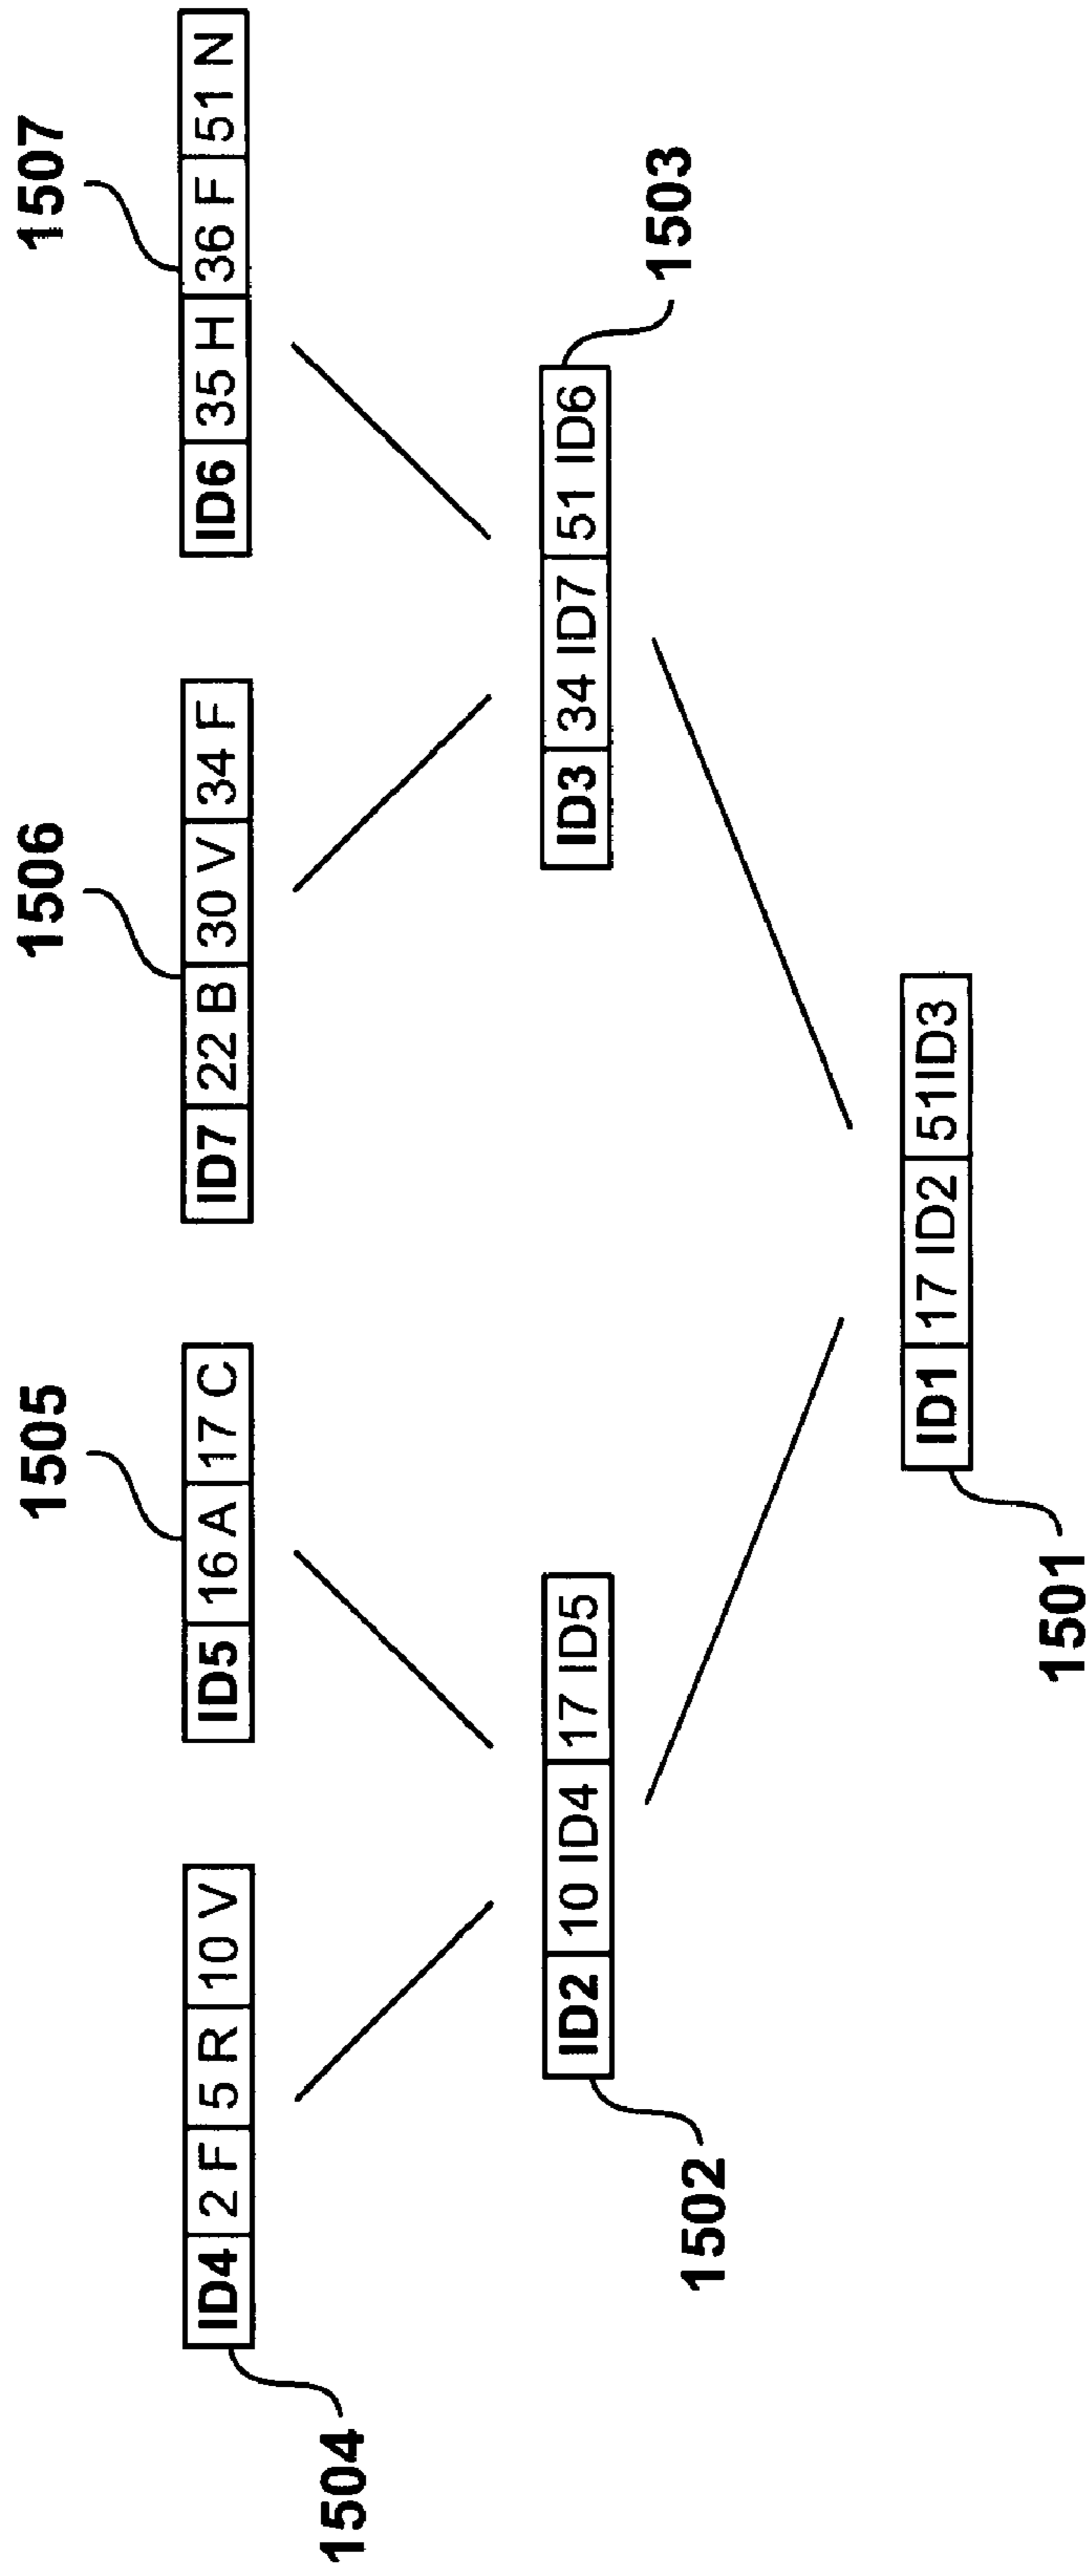 1504
1505
1506
1507
ID4 2 F 5 R 10 V
ID5 16 A 17 C
ID7 22 B 30 V 34 F
ID6 35 H 36 F 51 N
1502
1503
ID2 10 ID4 17 ID5
ID3 34 ID7 51 ID6
ID1 17 ID2 51ID3
1501